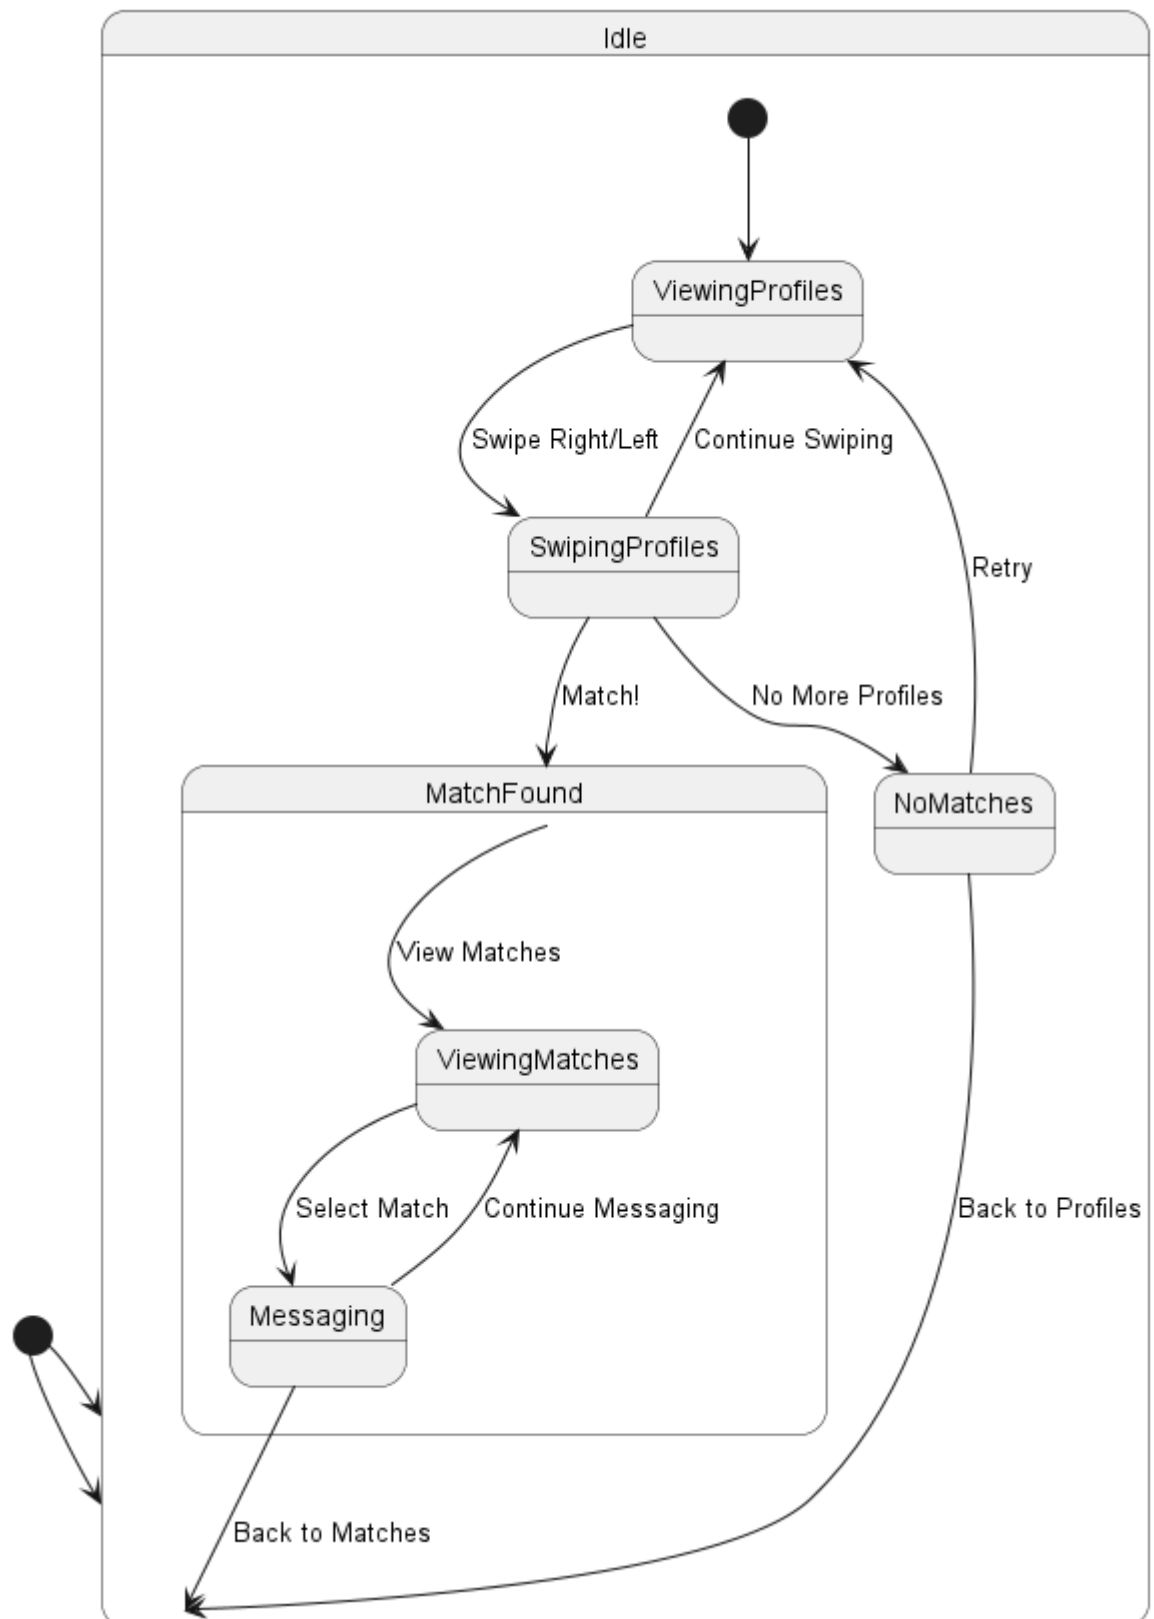 Idle
ViewingProfiles
Swipe Right/Left
Continue Swiping
SwipingProfiles
Retry
Match!
No More Profiles
MatchFound
NoMatches
View Matches
ViewingMatches
Select Match
Continue Messaging
Back to Profiles
Messaging
Back to Matches